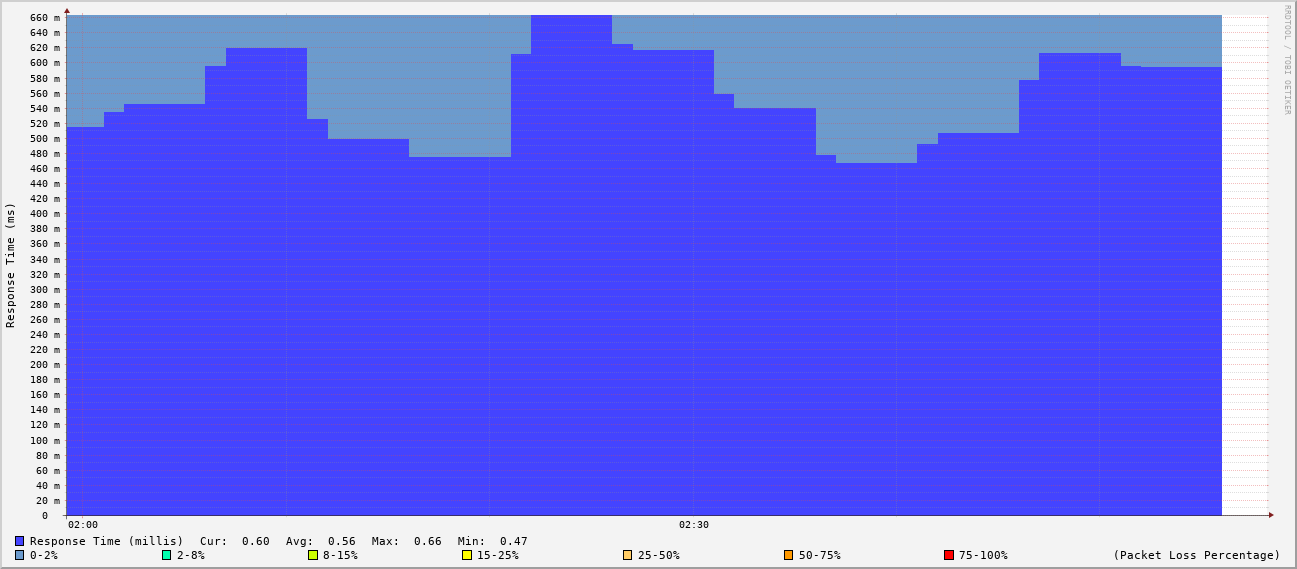 RRDTOOL / TOBI OETIKER
Response Time (ms)
660 m
640 m
620 m
600 m
580 m
560 m
540 m
520 m
500 m
480 m
460 m
440 m
420 m
400 m
380 m
360 m
340 m
320 m
300 m
280 m
260 m
240 m
220 m
200 m
180 m
160 m
140 m
120 m
100 m
80 m
60 m
40 m
20 m
0
02:00 02:30
Response Time (millis) Cur: 0.60 Avg: 0.56 Max: 0.66 Min: 0.47
0-2% 2-8% 8-15% 15-25% 25-50% 50-75% 75-100% (Packet Loss Percentage)